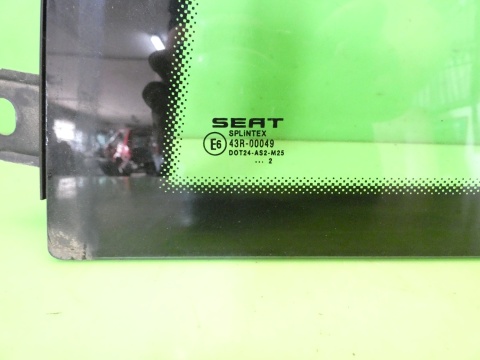 SEAT
SPLINTEX
E6 43R-00049
DOT24-AS2-M25
... 2